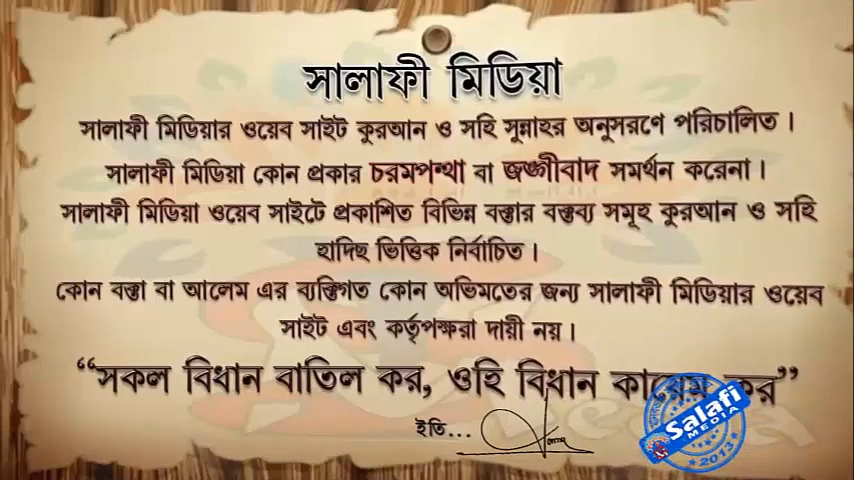 সালাফী মিডিয়া
সালাফী মিডিয়ার ওয়েব সাইট কুরআন ও সহি সুন্নাহর অনুসরণে পরিচালিত ।
সালাফী মিডিয়া কোন প্রকার চরমপন্থা বা জঙ্গীবাদ সমর্থন করেনা ।
সালাফী মিডিয়া ওয়েব সাইটে প্রকাশিত বিভিন্ন বক্তার বক্তব্য সমূহ কুরআন ও সহি
হাদিছ ভিত্তিক নির্বাচিত ।
কোন বক্তা বা আলেম এর ব্যক্তিগত কোন অভিমতের জন্য সালাফী মিডিয়ার ওয়েব
সাইট এবং কর্তৃপক্ষরা দায়ী নয় ।
“সকল বিধান বাতিল কর, ওহি বিধান কায়েম কর”
ইতি...
Salafi
MEDIA
2013